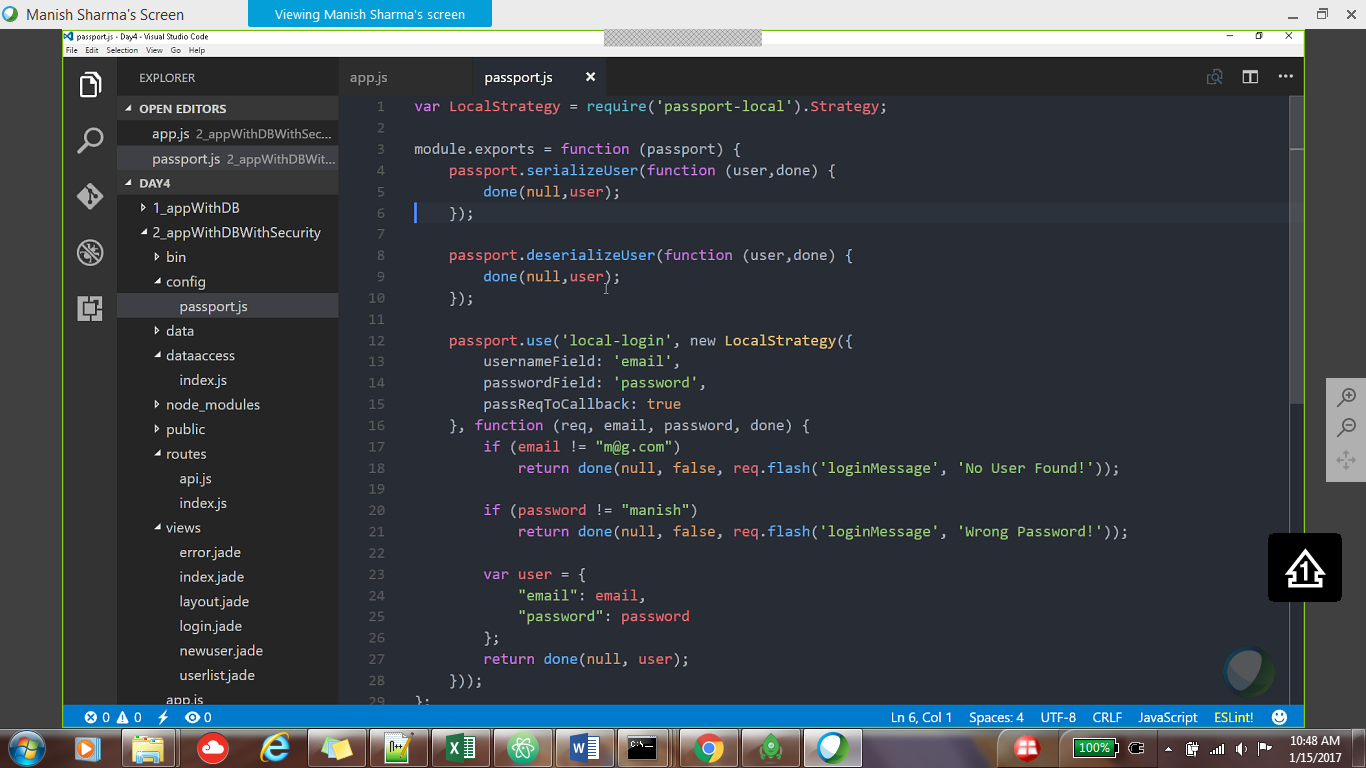 Manish Sharma's Screen
Viewing Manish Sharma's screen
passport.js - Day4 - Visual Studio Code
File Edit Selection View Go Help
EXPLORER
app.js
passport.js
OPEN EDITORS
app.js 2_appWithDBWithSec...
passport.js 2_appWithDBWit...
DAY4
1_appWithDB
2_appWithDBWithSecurity
bin
config
passport.js
data
dataaccess
index.js
node_modules
public
routes
api.js
index.js
views
error.jade
index.jade
layout.jade
login.jade
newuser.jade
userlist.jade
app.js
1 var LocalStrategy = require('passport-local').Strategy;
2
3 module.exports = function (passport) {
4 passport.serializeUser(function (user,done) {
5 done(null,user);
6 });
7
8 passport.deserializeUser(function (user,done) {
9 done(null,user);
10 });
11
12 passport.use('local-login', new LocalStrategy({
13 usernameField: 'email',
14 passwordField: 'password',
15 passReqToCallback: true
16 }, function (req, email, password, done) {
17 if (email != "m@g.com")
18 return done(null, false, req.flash('loginMessage', 'No User Found!'));
19
20 if (password != "manish")
21 return done(null, false, req.flash('loginMessage', 'Wrong Password!'));
22
23 var user = {
24 "email": email,
25 "password": password
26 };
27 return done(null, user);
28 }));
29 };
1
0 0 0
Ln 6, Col 1 Spaces: 4 UTF-8 CRLF JavaScript ESLint!
100%
10:48 AM
1/15/2017